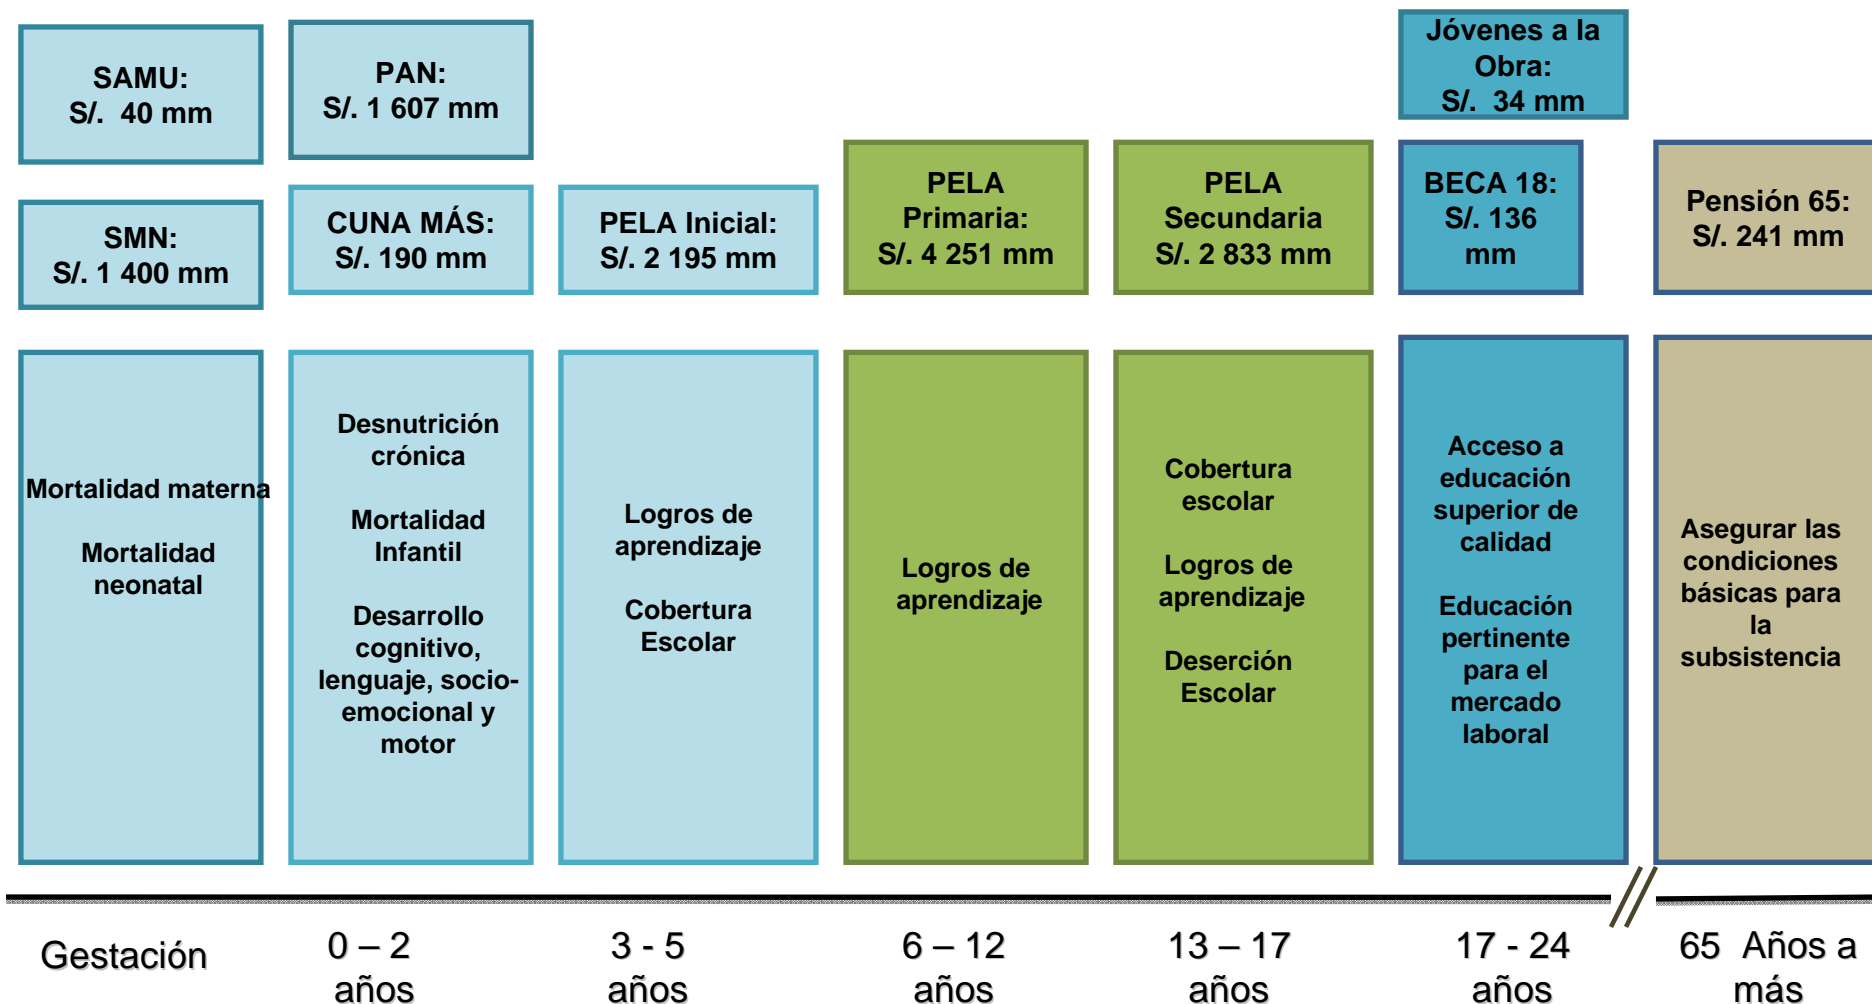 SAMU:
S/. 40 mm
PAN:
S/. 1 607 mm
Jóvenes a la
Obra:
S/. 34 mm
SMN:
S/. 1 400 mm
CUNA MÁS:
S/. 190 mm
PELA Inicial:
S/. 2 195 mm
PELA
Primaria:
S/. 4 251 mm
PELA
Secundaria
S/. 2 833 mm
BECA 18:
S/. 136
mm
Pensión 65:
S/. 241 mm
Mortalidad materna
Mortalidad
neonatal
Desnutrición
crónica
Mortalidad
Infantil
Desarrollo
cognitivo,
lenguaje, socio-
emocional y
motor
Logros de
aprendizaje
Cobertura
Escolar
Logros de
aprendizaje
Cobertura
escolar
Logros de
aprendizaje
Deserción
Escolar
Acceso a
educación
superior de
calidad
Educación
pertinente
para el
mercado
laboral
Asegurar las
condiciones
básicas para
la
subsistencia
Gestación
0 – 2
años
3 - 5
años
6 – 12
años
13 – 17
años
17 - 24
años
65 Años a
más